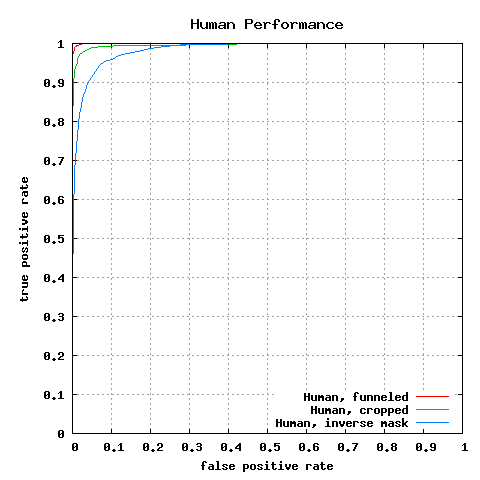 Human Performance
1
0.9
0.8
0.7
0.6
0.5
0.4
0.3
0.2
0.1
0
true positive rate
Human, funneled
Human, cropped
Human, inverse mask
0 0.1 0.2 0.3 0.4 0.5 0.6 0.7 0.8 0.9 1
false positive rate